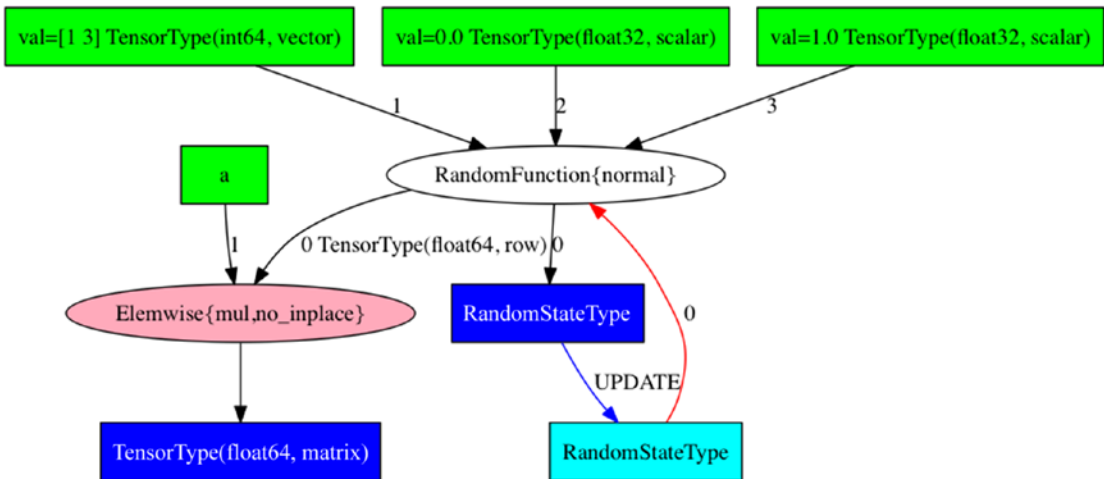 val=[1 3] TensorType(int64, vector)
val=0.0 TensorType(float32, scalar)
val=1.0 TensorType(float32, scalar)
1
2
3
a
RandomFunction{normal}
1
0 TensorType(float64, row)
0
0
Elemwise{mul,no_inplace}
RandomStateType
UPDATE
TensorType(float64, matrix)
RandomStateType